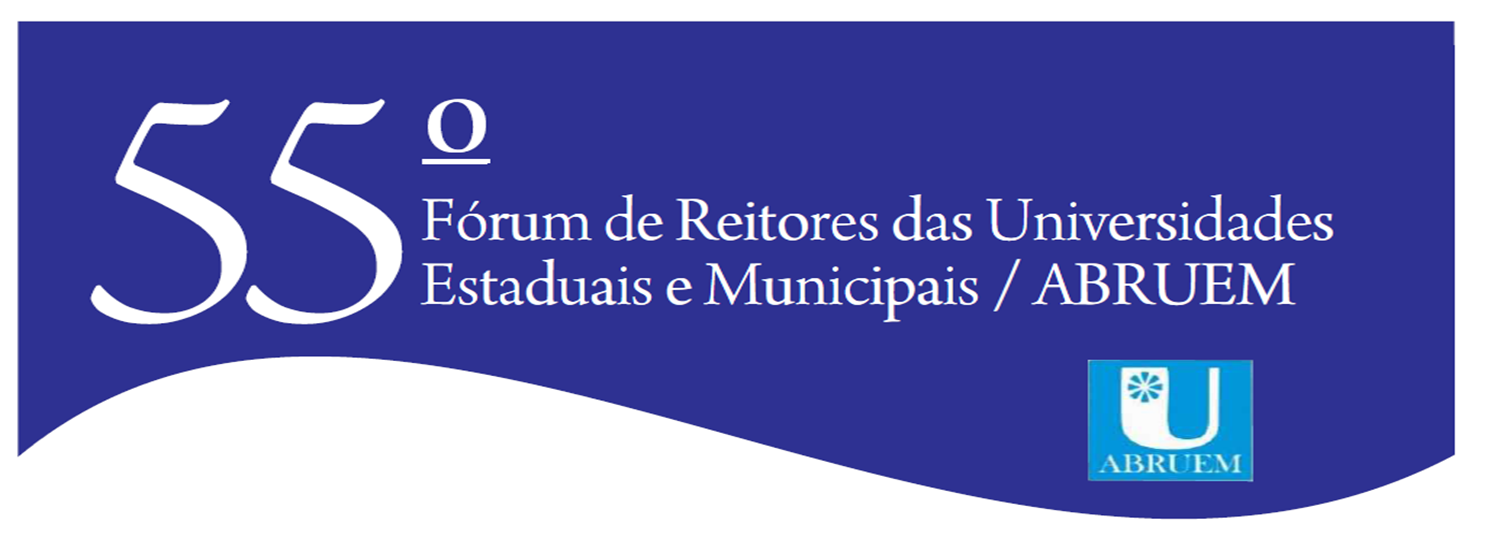 55º
Fórum de Reitores das Universidades
Estaduais e Municipais / ABRUEM
U
ABRUEM